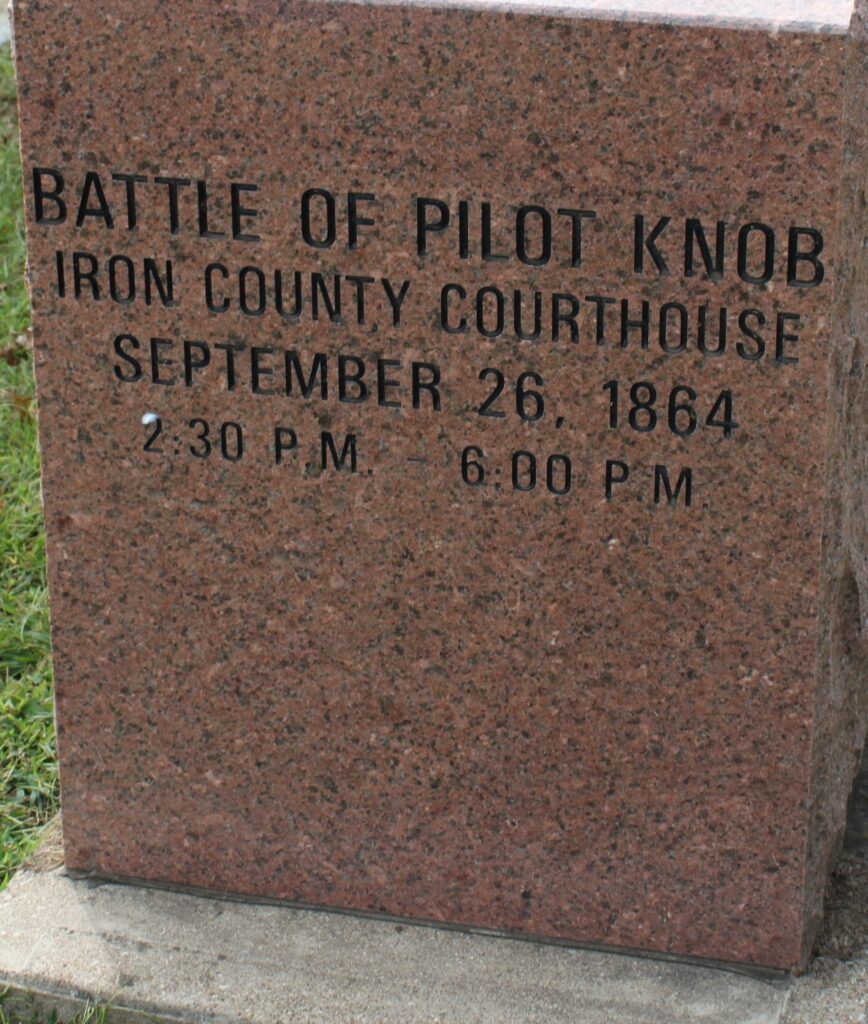 BATTLE OF PILOT KNOB
IRON COUNTY COURTHOUSE
SEPTEMBER 26, 1864
2:30 P.M. - 6:00 P.M.